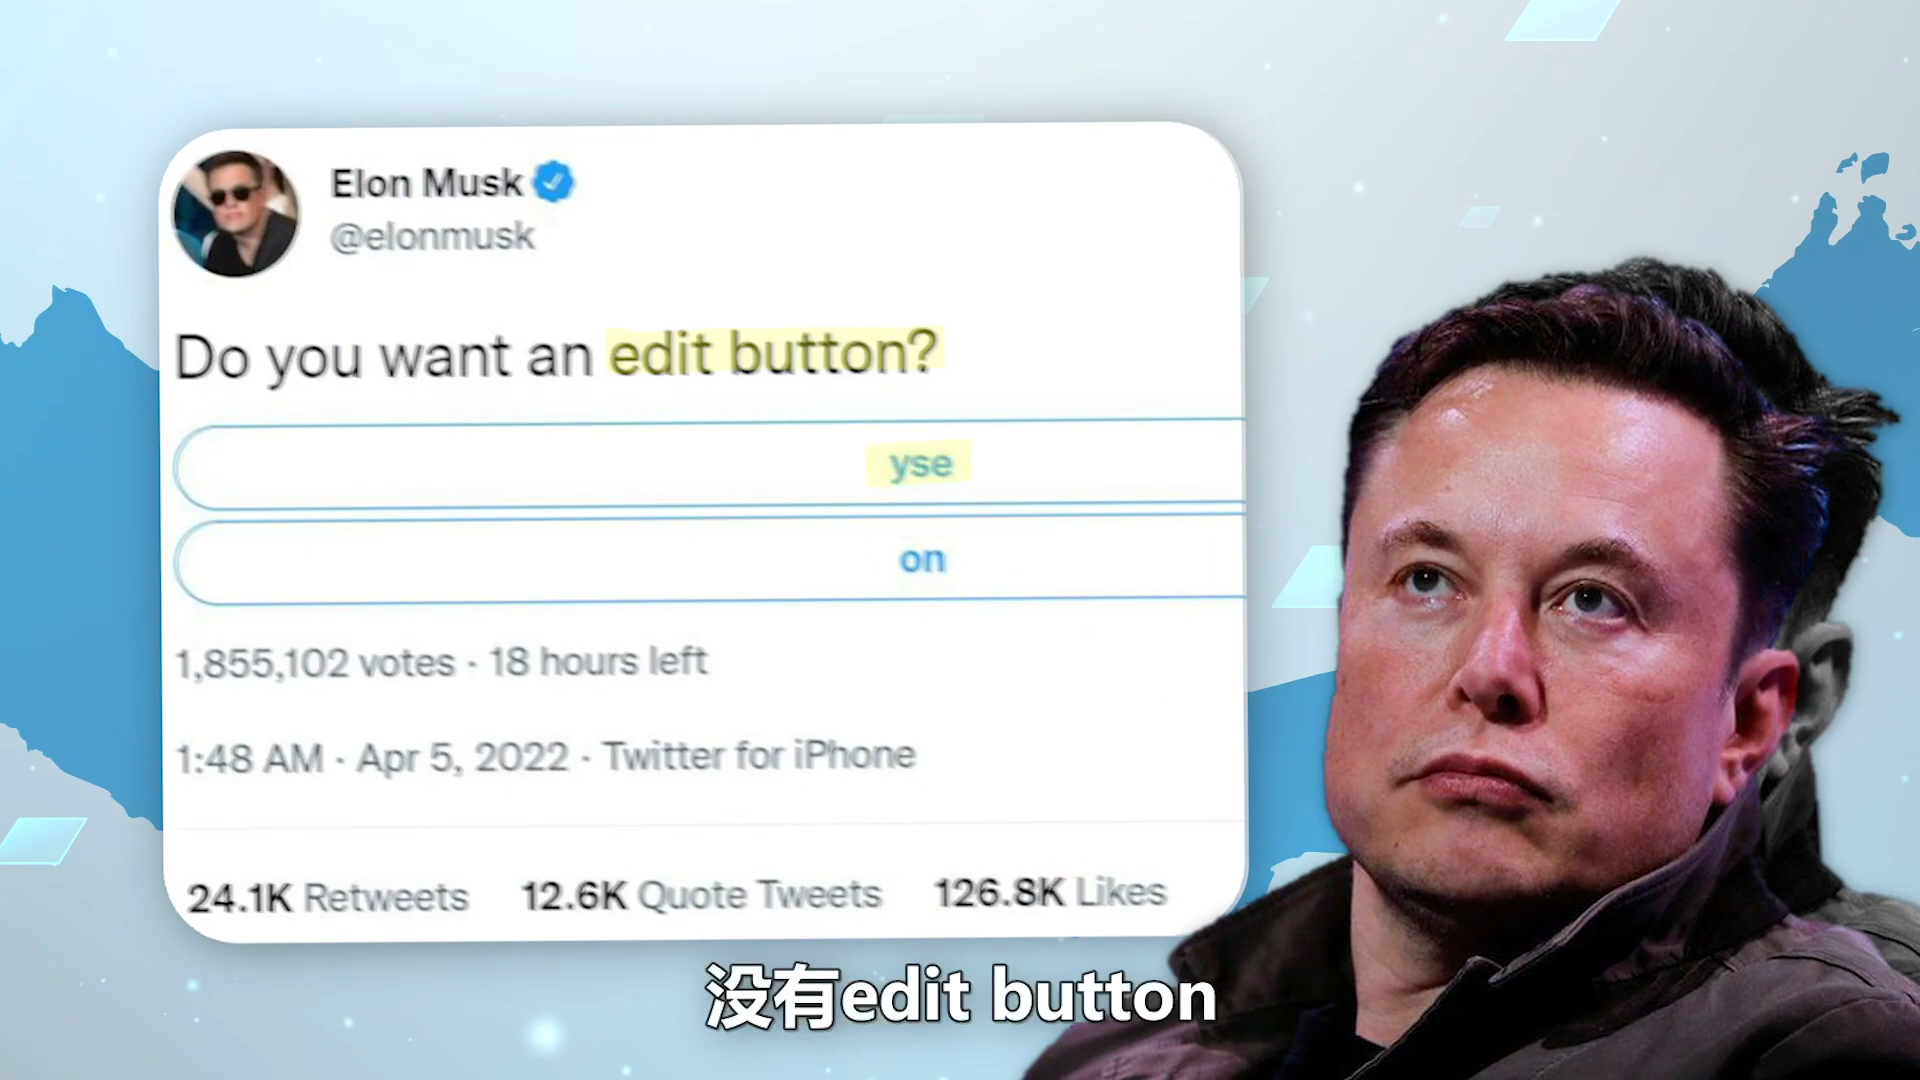 Elon Musk
@elonmusk
Do you want an edit button?
yse
on
1,855,102 votes · 18 hours left
1:48 AM · Apr 5, 2022 · Twitter for iPhone
24.1K Retweets 12.6K Quote Tweets 126.8K Likes
没有edit button